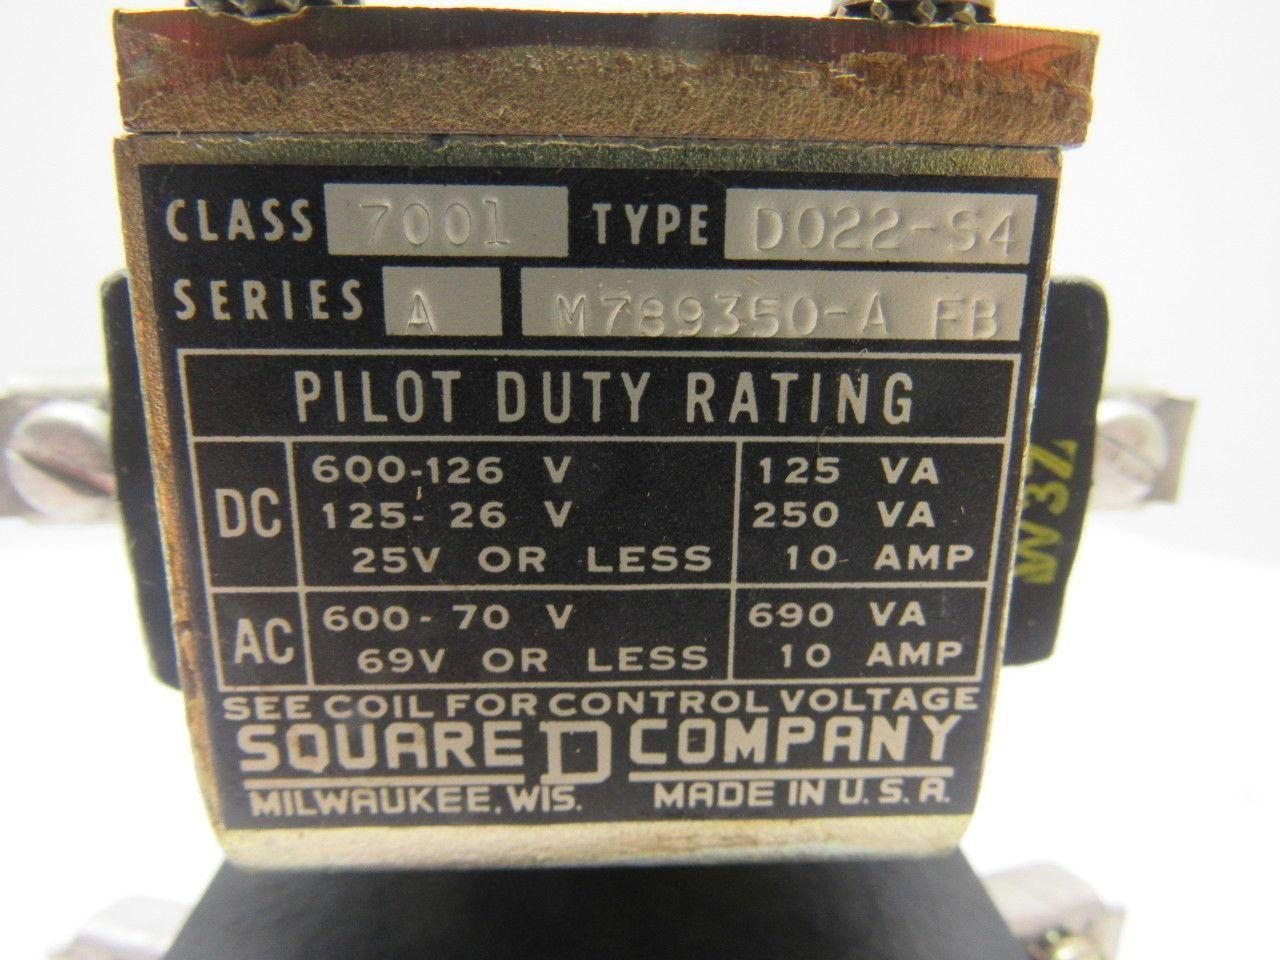 CLASS 7001 TYPE DO22-S4
SERIES A M789350-A FB
PILOT DUTY RATING
DC 600-126 V 125 VA
125-26 V 250 VA
25V OR LESS 10 AMP
AC 600-70 V 690 VA
69V OR LESS 10 AMP
SEE COIL FOR CONTROL VOLTAGE
SQUARE D COMPANY
MILWAUKEE, WIS. MADE IN U.S.A.
W3Z